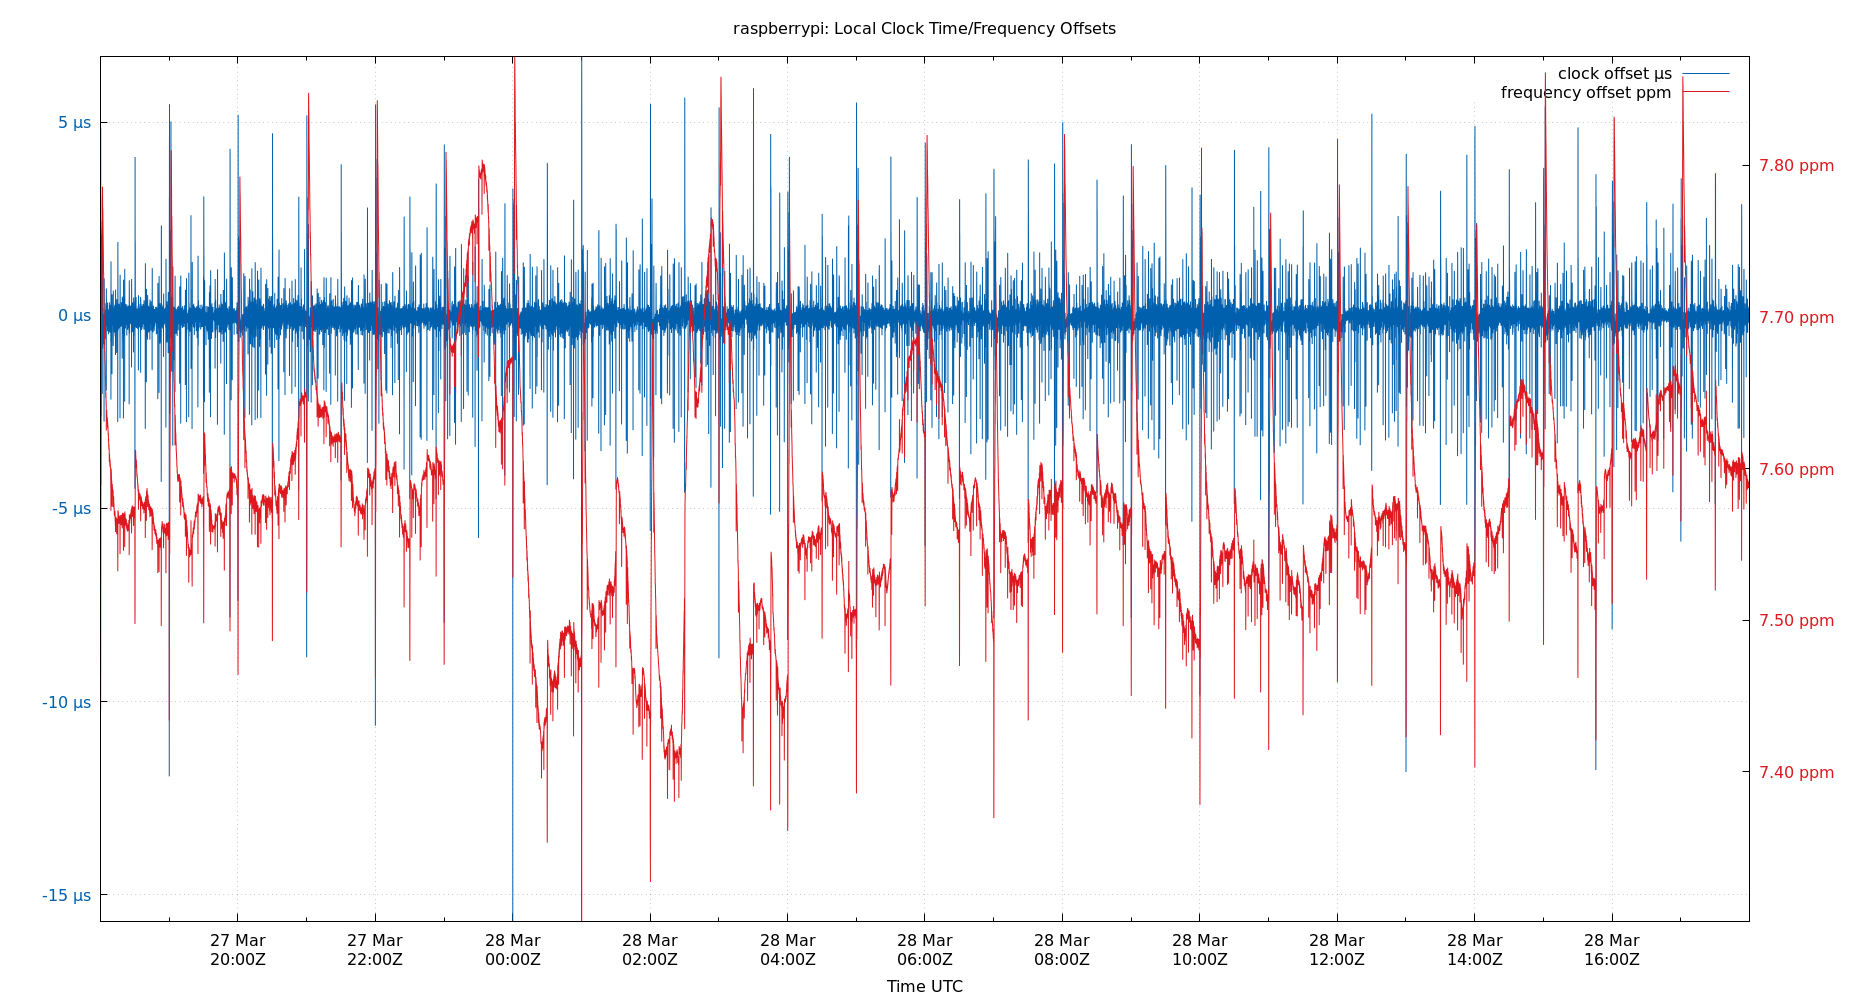 raspberrypi: Local Clock Time/Frequency Offsets
clock offset µs
frequency offset ppm
5 µs
0 µs
-5 µs
-10 µs
-15 µs
7.80 ppm
7.70 ppm
7.60 ppm
7.50 ppm
7.40 ppm
27 Mar 27 Mar 28 Mar 28 Mar 28 Mar 28 Mar 28 Mar 28 Mar 28 Mar 28 Mar 28 Mar
20:00Z 22:00Z 00:00Z 02:00Z 04:00Z 06:00Z 08:00Z 10:00Z 12:00Z 14:00Z 16:00Z
Time UTC